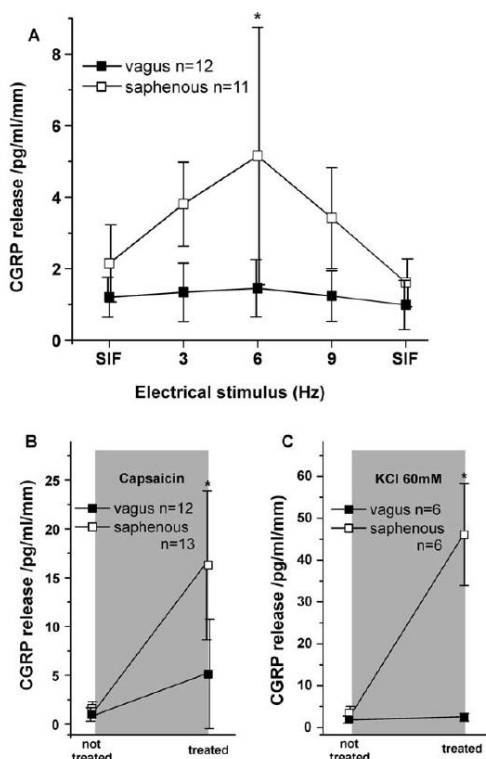 A
*
vagus n=12
saphenous n=11
CGRP release /pg/ml/mm/
8
6
4
2
0
SIF 3 6 9 SIF
Electrical stimulus (Hz)
B
Capsaicin
*
vagus n=12
saphenous
n=13
CGRP release /pg/ml/mm/
25
20
15
10
5
0
not
treated
treated
C
KCl 60mM
*
vagus n=6
saphenous
n=6
CGRP release /pg/ml/mm/
60
50
40
30
20
10
0
not
treated
treated